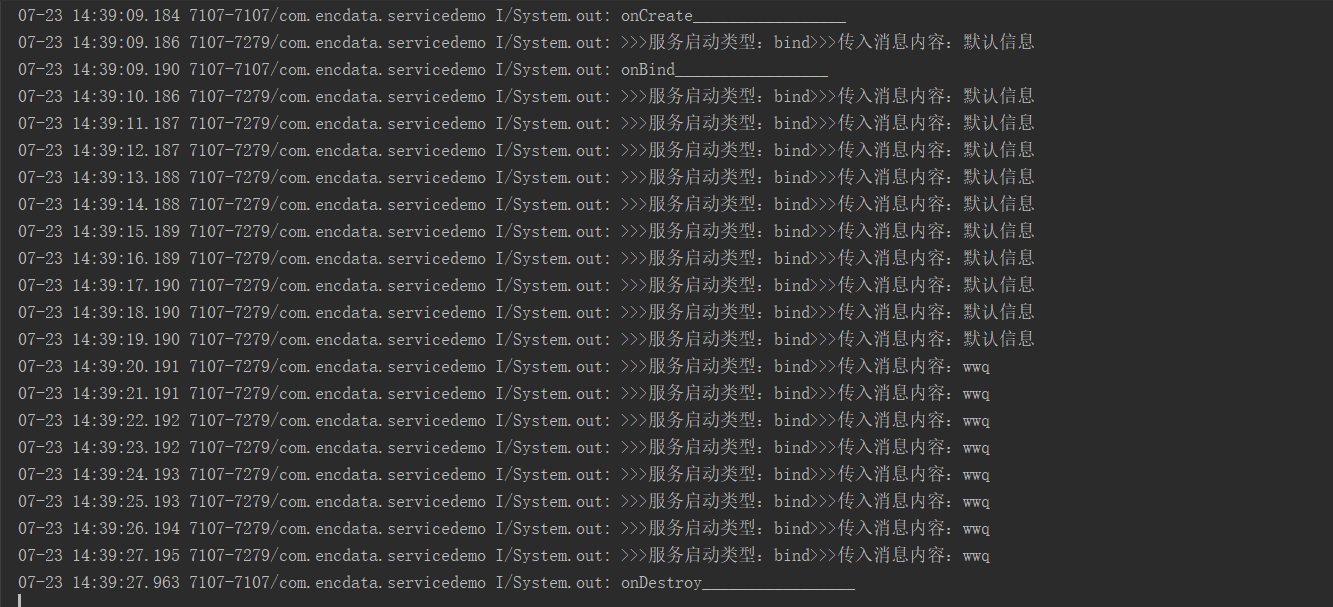 07-23 14:39:09.184 7107-7107/com.encdata.servicedemo I/System.out: onCreate_________________
07-23 14:39:09.186 7107-7279/com.encdata.servicedemo I/System.out: >>>服务启动类型：bind>>>传入消息内容：默认信息
07-23 14:39:09.190 7107-7107/com.encdata.servicedemo I/System.out: onBind_________________
07-23 14:39:10.186 7107-7279/com.encdata.servicedemo I/System.out: >>>服务启动类型：bind>>>传入消息内容：默认信息
07-23 14:39:11.187 7107-7279/com.encdata.servicedemo I/System.out: >>>服务启动类型：bind>>>传入消息内容：默认信息
07-23 14:39:12.187 7107-7279/com.encdata.servicedemo I/System.out: >>>服务启动类型：bind>>>传入消息内容：默认信息
07-23 14:39:13.188 7107-7279/com.encdata.servicedemo I/System.out: >>>服务启动类型：bind>>>传入消息内容：默认信息
07-23 14:39:14.188 7107-7279/com.encdata.servicedemo I/System.out: >>>服务启动类型：bind>>>传入消息内容：默认信息
07-23 14:39:15.189 7107-7279/com.encdata.servicedemo I/System.out: >>>服务启动类型：bind>>>传入消息内容：默认信息
07-23 14:39:16.189 7107-7279/com.encdata.servicedemo I/System.out: >>>服务启动类型：bind>>>传入消息内容：默认信息
07-23 14:39:17.190 7107-7279/com.encdata.servicedemo I/System.out: >>>服务启动类型：bind>>>传入消息内容：默认信息
07-23 14:39:18.190 7107-7279/com.encdata.servicedemo I/System.out: >>>服务启动类型：bind>>>传入消息内容：默认信息
07-23 14:39:19.190 7107-7279/com.encdata.servicedemo I/System.out: >>>服务启动类型：bind>>>传入消息内容：默认信息
07-23 14:39:20.191 7107-7279/com.encdata.servicedemo I/System.out: >>>服务启动类型：bind>>>传入消息内容：wwq
07-23 14:39:21.191 7107-7279/com.encdata.servicedemo I/System.out: >>>服务启动类型：bind>>>传入消息内容：wwq
07-23 14:39:22.192 7107-7279/com.encdata.servicedemo I/System.out: >>>服务启动类型：bind>>>传入消息内容：wwq
07-23 14:39:23.192 7107-7279/com.encdata.servicedemo I/System.out: >>>服务启动类型：bind>>>传入消息内容：wwq
07-23 14:39:24.193 7107-7279/com.encdata.servicedemo I/System.out: >>>服务启动类型：bind>>>传入消息内容：wwq
07-23 14:39:25.193 7107-7279/com.encdata.servicedemo I/System.out: >>>服务启动类型：bind>>>传入消息内容：wwq
07-23 14:39:26.194 7107-7279/com.encdata.servicedemo I/System.out: >>>服务启动类型：bind>>>传入消息内容：wwq
07-23 14:39:27.195 7107-7279/com.encdata.servicedemo I/System.out: >>>服务启动类型：bind>>>传入消息内容：wwq
07-23 14:39:27.963 7107-7107/com.encdata.servicedemo I/System.out: onDestroy_________________